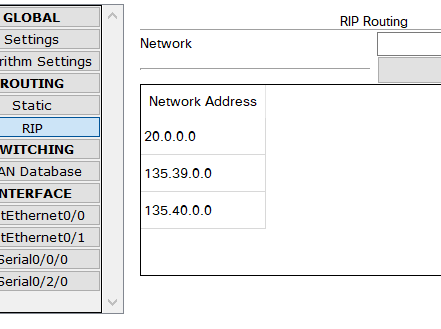 GLOBAL
Settings
rithm Settings
ROUTING
Static
RIP
WITCHING
AN Database
NTERFACE
tEthernet0/0
tEthernet0/1
Serial0/0/0
Serial0/2/0
RIP Routing
Network
Network Address
20.0.0.0
135.39.0.0
135.40.0.0